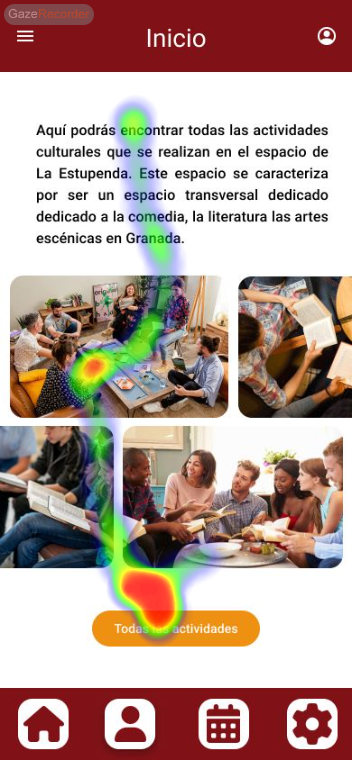 GazeRecorder
Inicio
Aquí podrás encontrar todas las actividades
culturales que se realizan en el espacio de
La Estupenda. Este espacio se caracteriza
por ser un espacio transversal dedicado
dedicado a la comedia, la literatura las artes
escénicas en Granada.
Todas las actividades